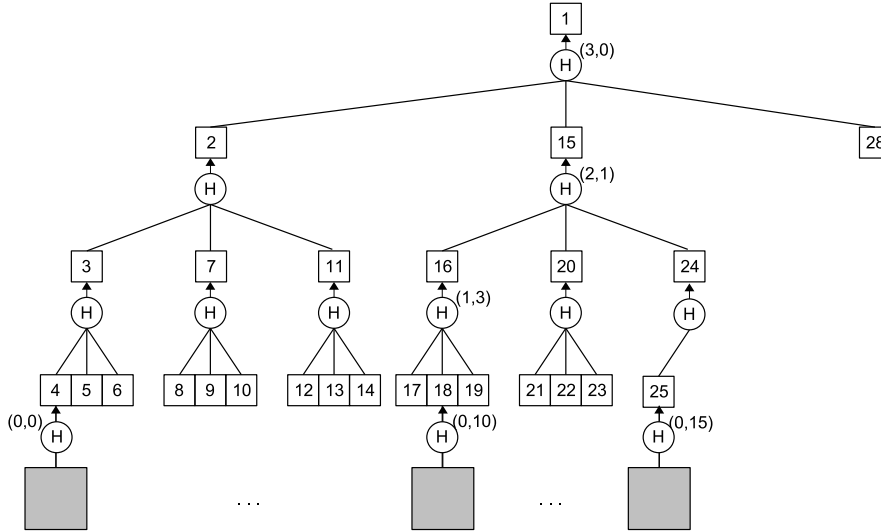 1
H (3,0)
2 15 28
H H (2,1)
3 7 11 16 20 24
H H H H (1,3) H H
4 5 6 8 9 10 12 13 14 17 18 19 21 22 23 25
(0,0) H H (0,10) H (0,15)
... ...